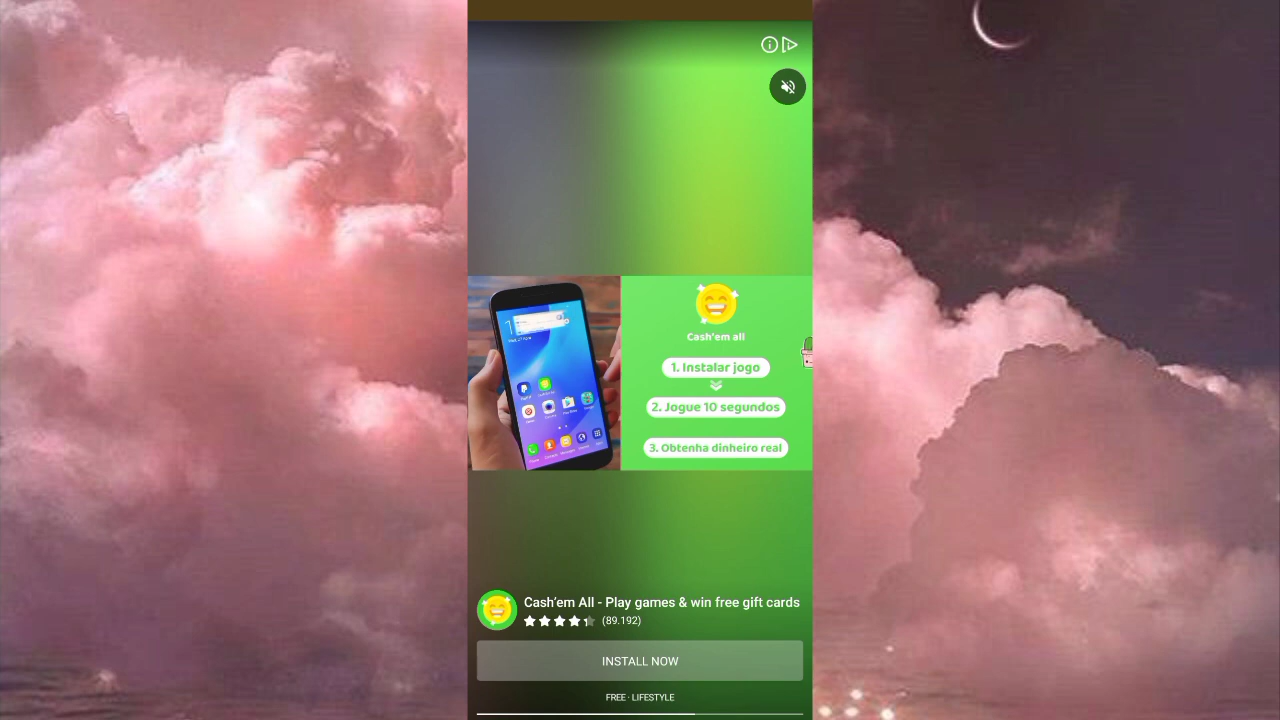 Cash'em all
1. Instalar jogo
2. Jogue 10 segundos
3. Obtenha dinheiro real
Cash'em All - Play games & win free gift cards
(89.192)
INSTALL NOW
FREE · LIFESTYLE